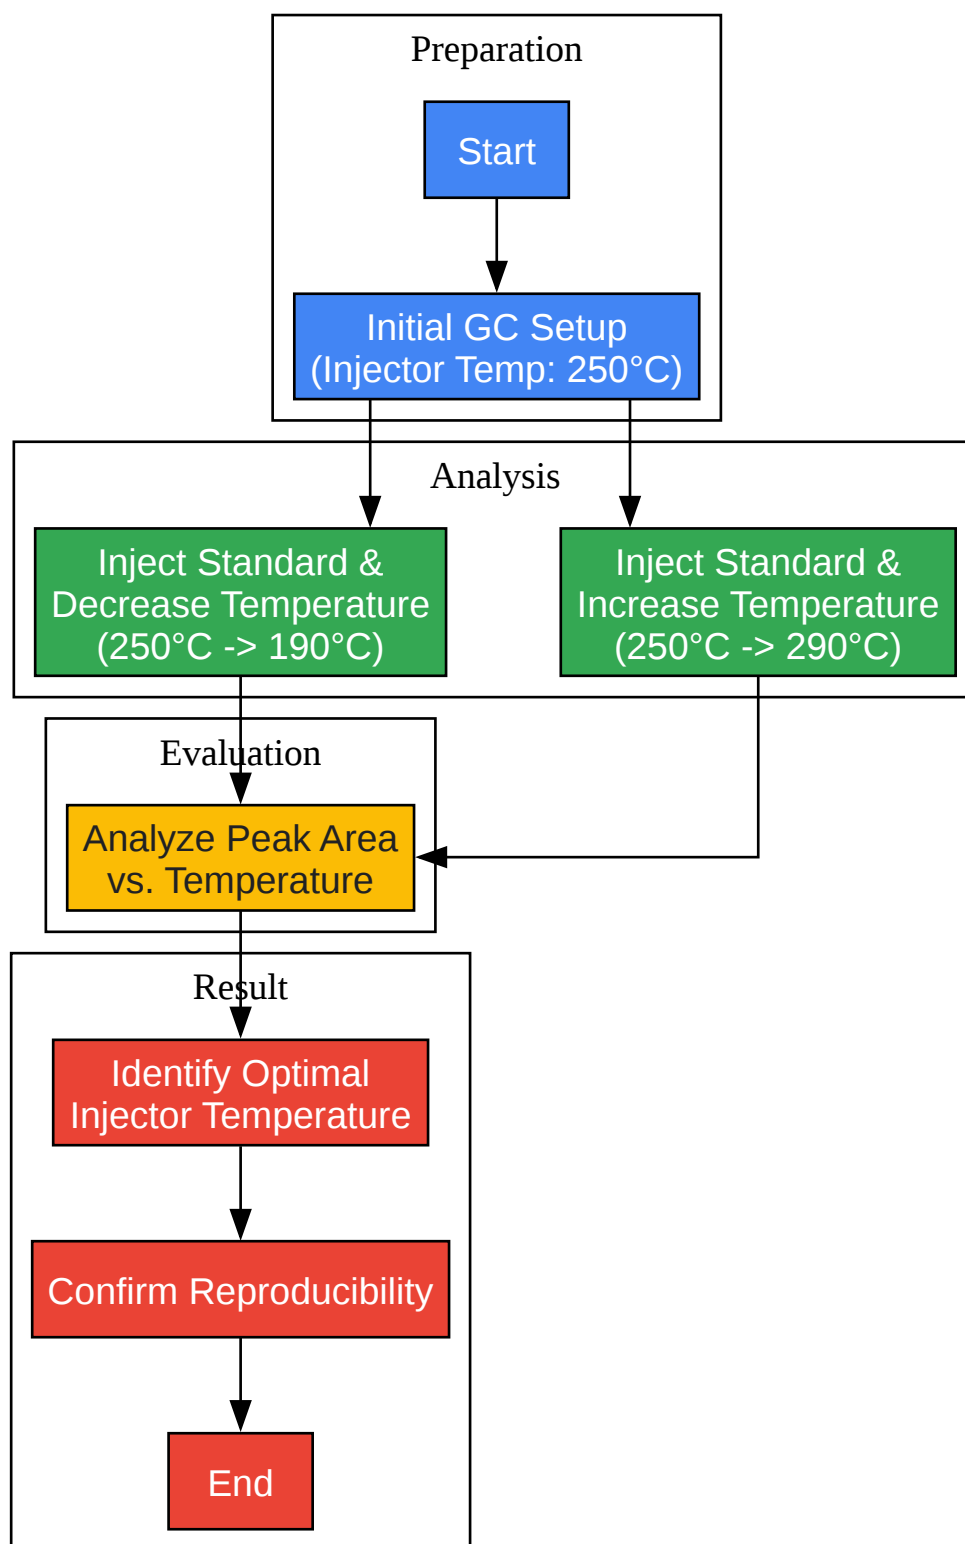 Preparation
Start
Initial GC Setup
(Injector Temp: 250°C)
Analysis
Inject Standard &
Decrease Temperature
(250°C -> 190°C)
Inject Standard &
Increase Temperature
(250°C -> 290°C)
Evaluation
Analyze Peak Area
vs. Temperature
Result
Identify Optimal
Injector Temperature
Confirm Reproducibility
End